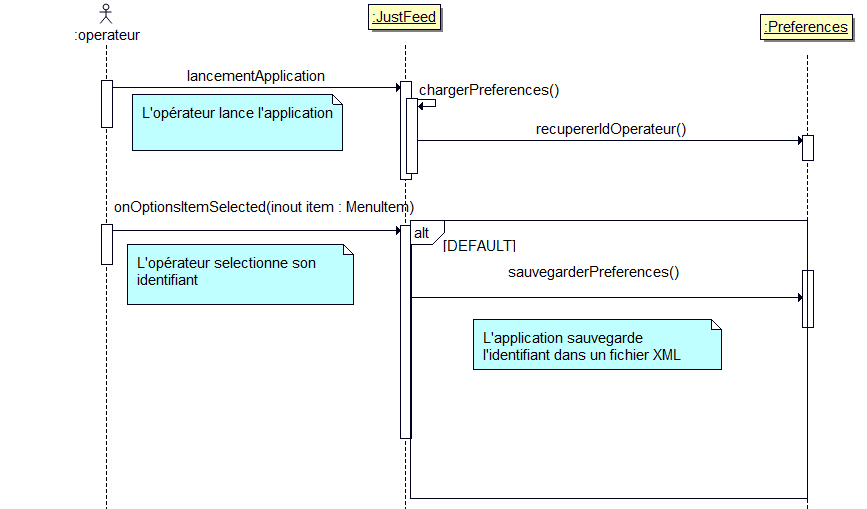 :operateur
:JustFeed
:Preferences
lancementApplication
L'opérateur lance l'application
chargerPreferences()
recupererIdOperateur()
onOptionsItemSelected(inout item : MenuItem)
alt
[DEFAULT]
L'opérateur selectionne son
identifiant
sauvegarderPreferences()
L'application sauvegarde
l'identifiant dans un fichier XML